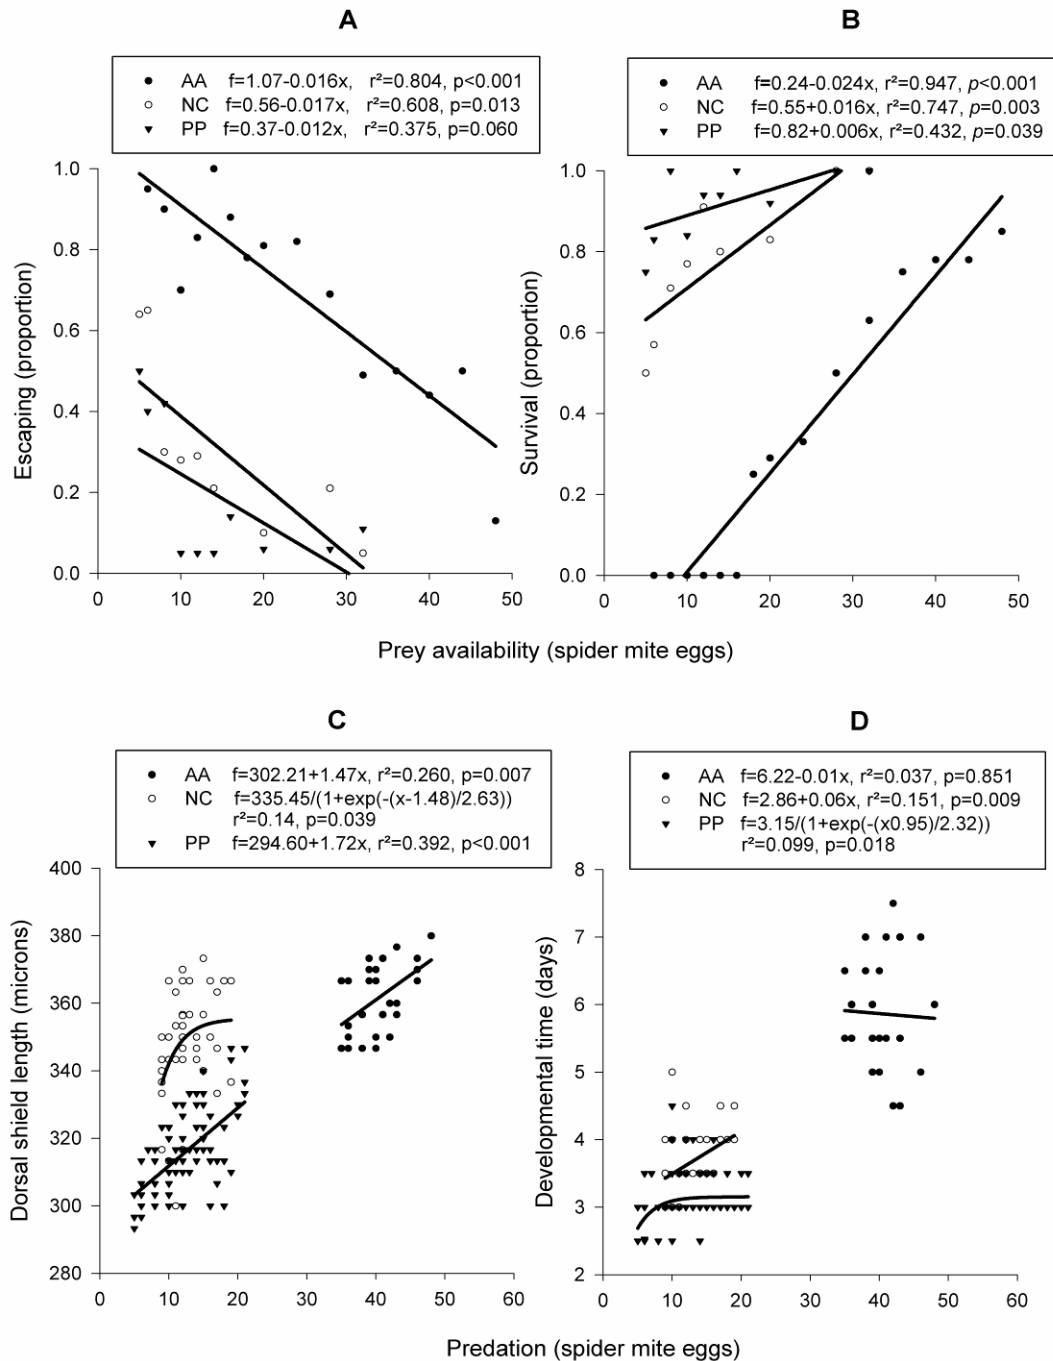 A
AA f=1.07-0.016x, r²=0.804, p<0.001
NC f=0.56-0.017x, r²=0.608, p=0.013
PP f=0.37-0.012x, r²=0.375, p=0.060
1.0
0.8
0.6
0.4
0.2
0.0
Escaping (proportion)
0 10 20 30 40 50
B
AA f=0.24-0.024x, r²=0.947, p<0.001
NC f=0.55+0.016x, r²=0.747, p=0.003
PP f=0.82+0.006x, r²=0.432, p=0.039
1.0
0.8
0.6
0.4
0.2
0.0
Survival (proportion)
0 10 20 30 40 50
Prey availability (spider mite eggs)
C
AA f=302.21+1.47x, r²=0.260, p=0.007
NC f=335.45/(1+exp(-(x-1.48)/2.63))
r²=0.14, p=0.039
PP f=294.60+1.72x, r²=0.392, p<0.001
400
380
360
340
320
300
280
Dorsal shield length (microns)
0 10 20 30 40 50 60
D
AA f=6.22-0.01x, r²=0.037, p=0.851
NC f=2.86+0.06x, r²=0.151, p=0.009
PP f=3.15/(1+exp(-(x0.95)/2.32))
r²=0.099, p=0.018
8
7
6
5
4
3
2
Developmental time (days)
0 10 20 30 40 50 60
Predation (spider mite eggs)